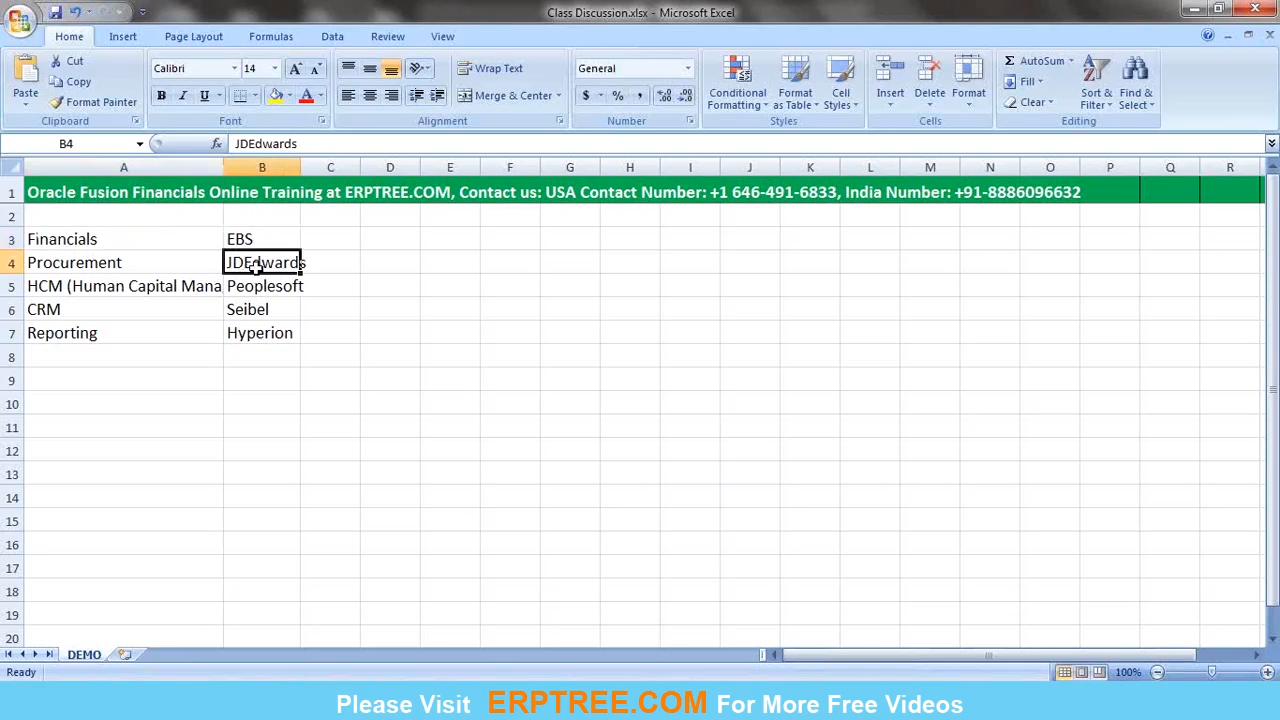 Class Discussion.xlsx - Microsoft Excel
Home Insert Page Layout Formulas Data Review View
Paste Cut Copy Format Painter Clipboard
Calibri 14 B I U A Font
Wrap Text Merge & Center Alignment
General $ % , Number
Conditional Formatting Format as Table Cell Styles Styles
Insert Delete Format Cells
Σ AutoSum Fill Clear Sort & Filter Find & Select Editing
B4 fx JDEdwards
A B C D E F G H I J K L M N O P Q R
1 Oracle Fusion Financials Online Training at ERPTREE.COM, Contact us: USA Contact Number: +1 646-491-6833, India Number: +91-8886096632
2
3 Financials EBS
4 Procurement JDEdwards
5 HCM (Human Capital Mana Peoplesoft
6 CRM Seibel
7 Reporting Hyperion
8
9
10
11
12
13
14
15
16
17
18
19
20
DEMO
Ready 100%
Please Visit ERPTREE.COM For More Free Videos